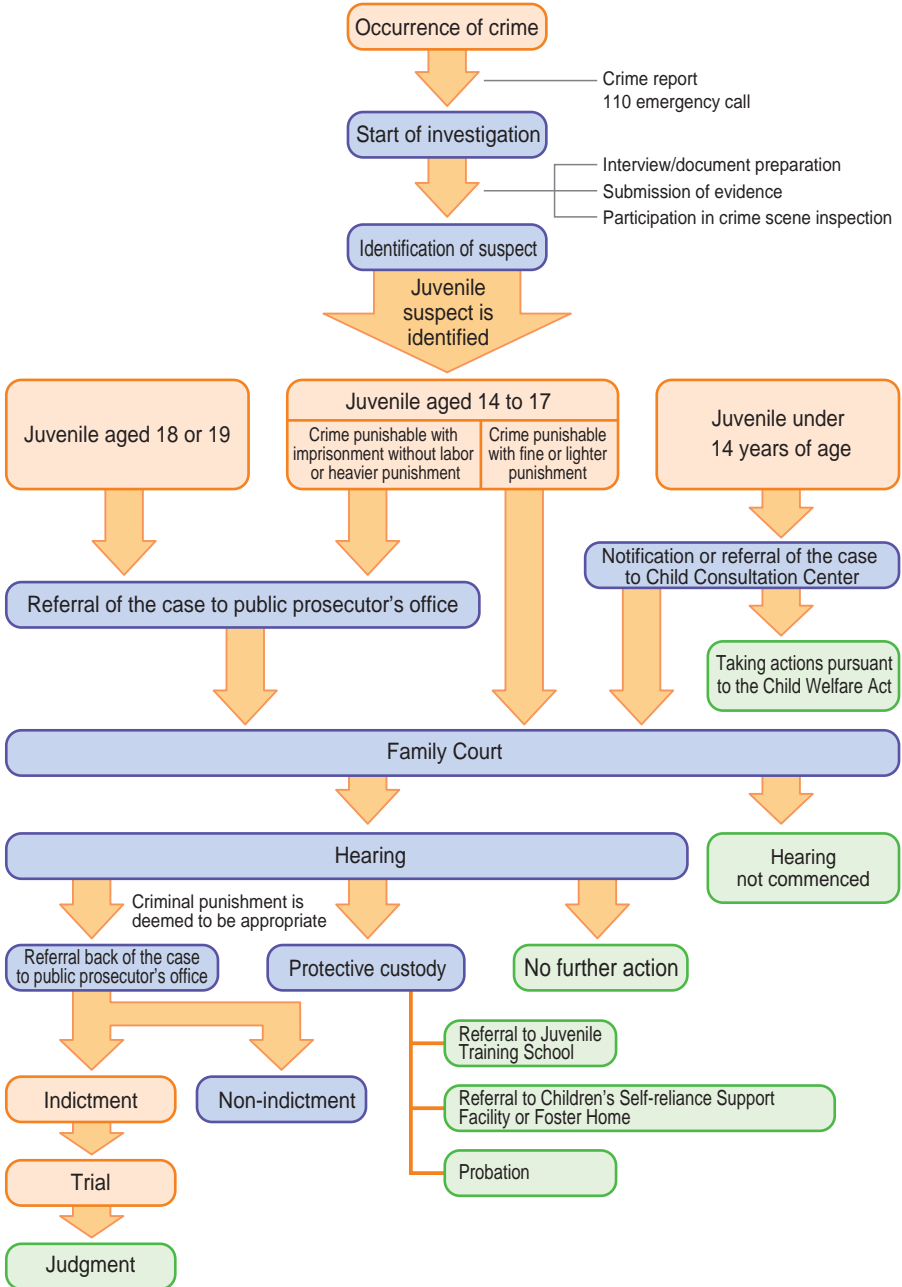 Occurrence of crime
Crime report
110 emergency call
Start of investigation
Interview/document preparation
Submission of evidence
Participation in crime scene inspection
Identification of suspect
Juvenile
suspect is
identified
Juvenile aged 18 or 19
Juvenile aged 14 to 17
Crime punishable with
imprisonment without labor
or heavier punishment
Crime punishable
with fine or lighter
punishment
Juvenile under
14 years of age
Notification or referral of the case
to Child Consultation Center
Referral of the case to public prosecutor's office
Taking actions pursuant
to the Child Welfare Act
Family Court
Hearing
Hearing
not commenced
Criminal punishment is
deemed to be appropriate
Referral back of the case
to public prosecutor's office
Protective custody
No further action
Referral to Juvenile
Training School
Indictment
Non-indictment
Referral to Children's Self-reliance Support
Facility or Foster Home
Probation
Trial
Judgment